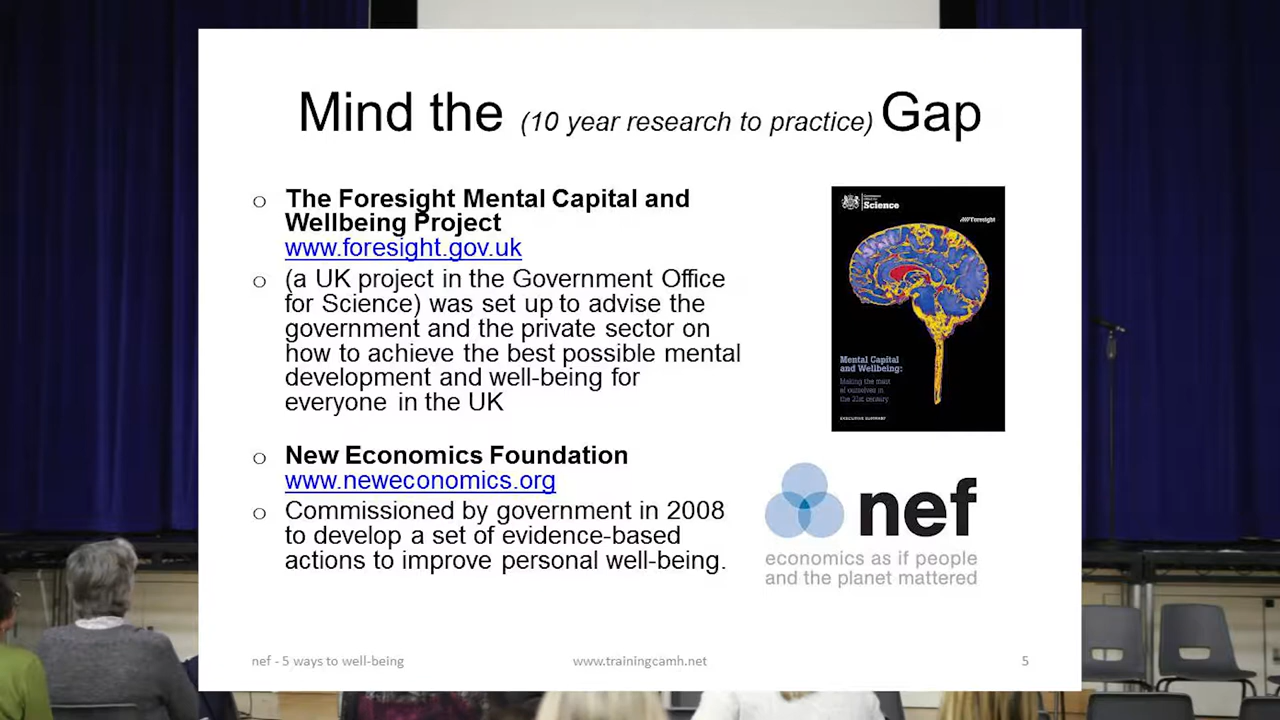 Mind the (10 year research to practice) Gap
The Foresight Mental Capital and
Wellbeing Project
www.foresight.gov.uk
(a UK project in the Government Office
for Science) was set up to advise the
government and the private sector on
how to achieve the best possible mental
development and well-being for
everyone in the UK
New Economics Foundation
www.neweconomics.org
Commissioned by government in 2008
to develop a set of evidence-based
actions to improve personal well-being.
Government
Office for
Science
Foresight
Mental Capital
and Wellbeing:
Making the most
of ourselves in
the 21st century
EXECUTIVE SUMMARY
nef
economics as if people
and the planet mattered
nef - 5 ways to well-being
www.trainingcamh.net
5